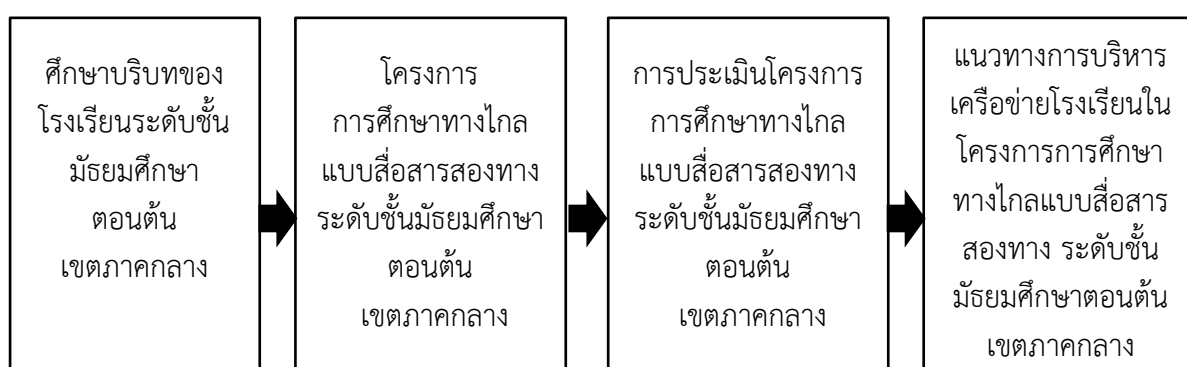 ศึกษาบริบทของ
โรงเรียนระดับชั้น
มัธยมศึกษา
ตอนต้น
เขตภาคกลาง
โครงการ
การศึกษาทางไกล
แบบสื่อสารสองทาง
ระดับชั้นมัธยมศึกษา
ตอนต้น
เขตภาคกลาง
การประเมินโครงการ
การศึกษาทางไกล
แบบสื่อสารสองทาง
ระดับชั้นมัธยมศึกษา
ตอนต้น
เขตภาคกลาง
แนวทางการบริหาร
เครือข่ายโรงเรียนใน
โครงการการศึกษา
ทางไกลแบบสื่อสาร
สองทาง ระดับชั้น
มัธยมศึกษาตอนต้น
เขตภาคกลาง